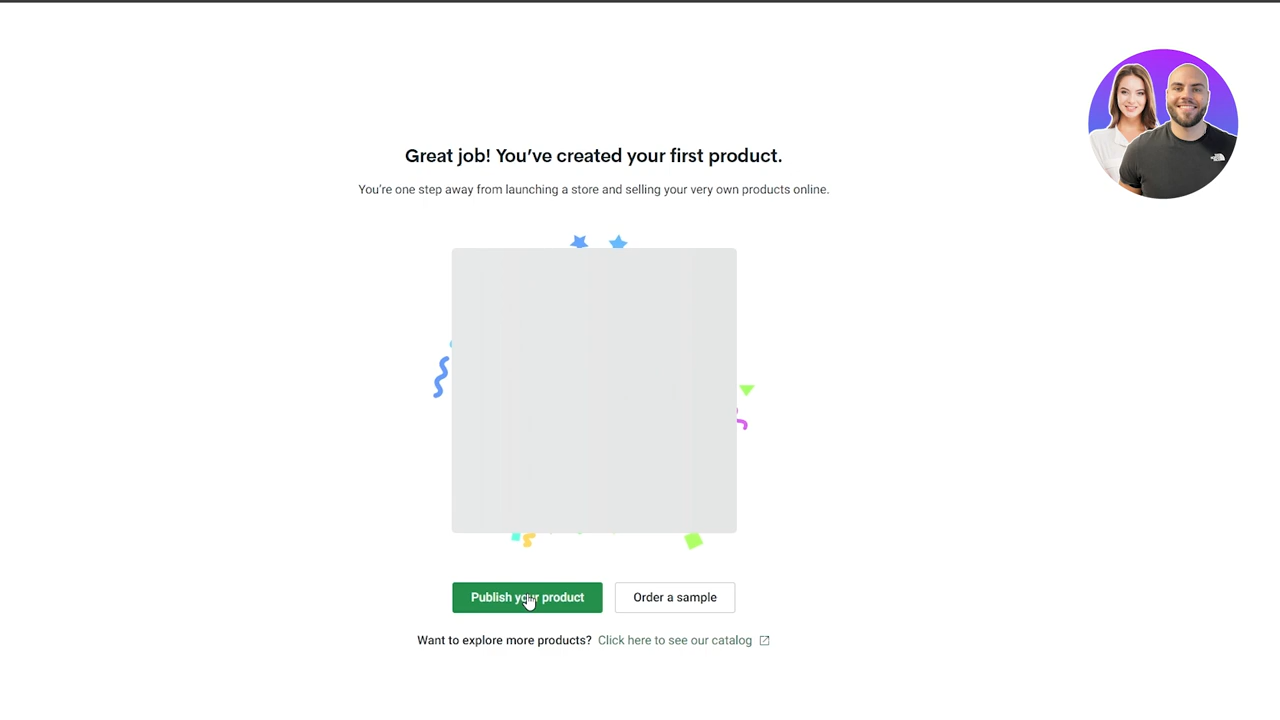 Great job! You've created your first product.
You're one step away from launching a store and selling your very own products online.
Publish your product
Order a sample
Want to explore more products? Click here to see our catalog